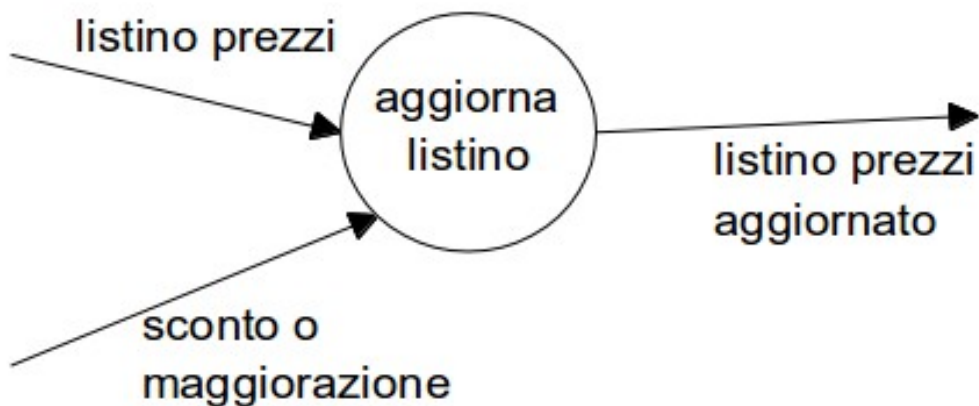 listino prezzi
aggiorna
listino
listino prezzi
aggiornato
sconto o
maggiorazione